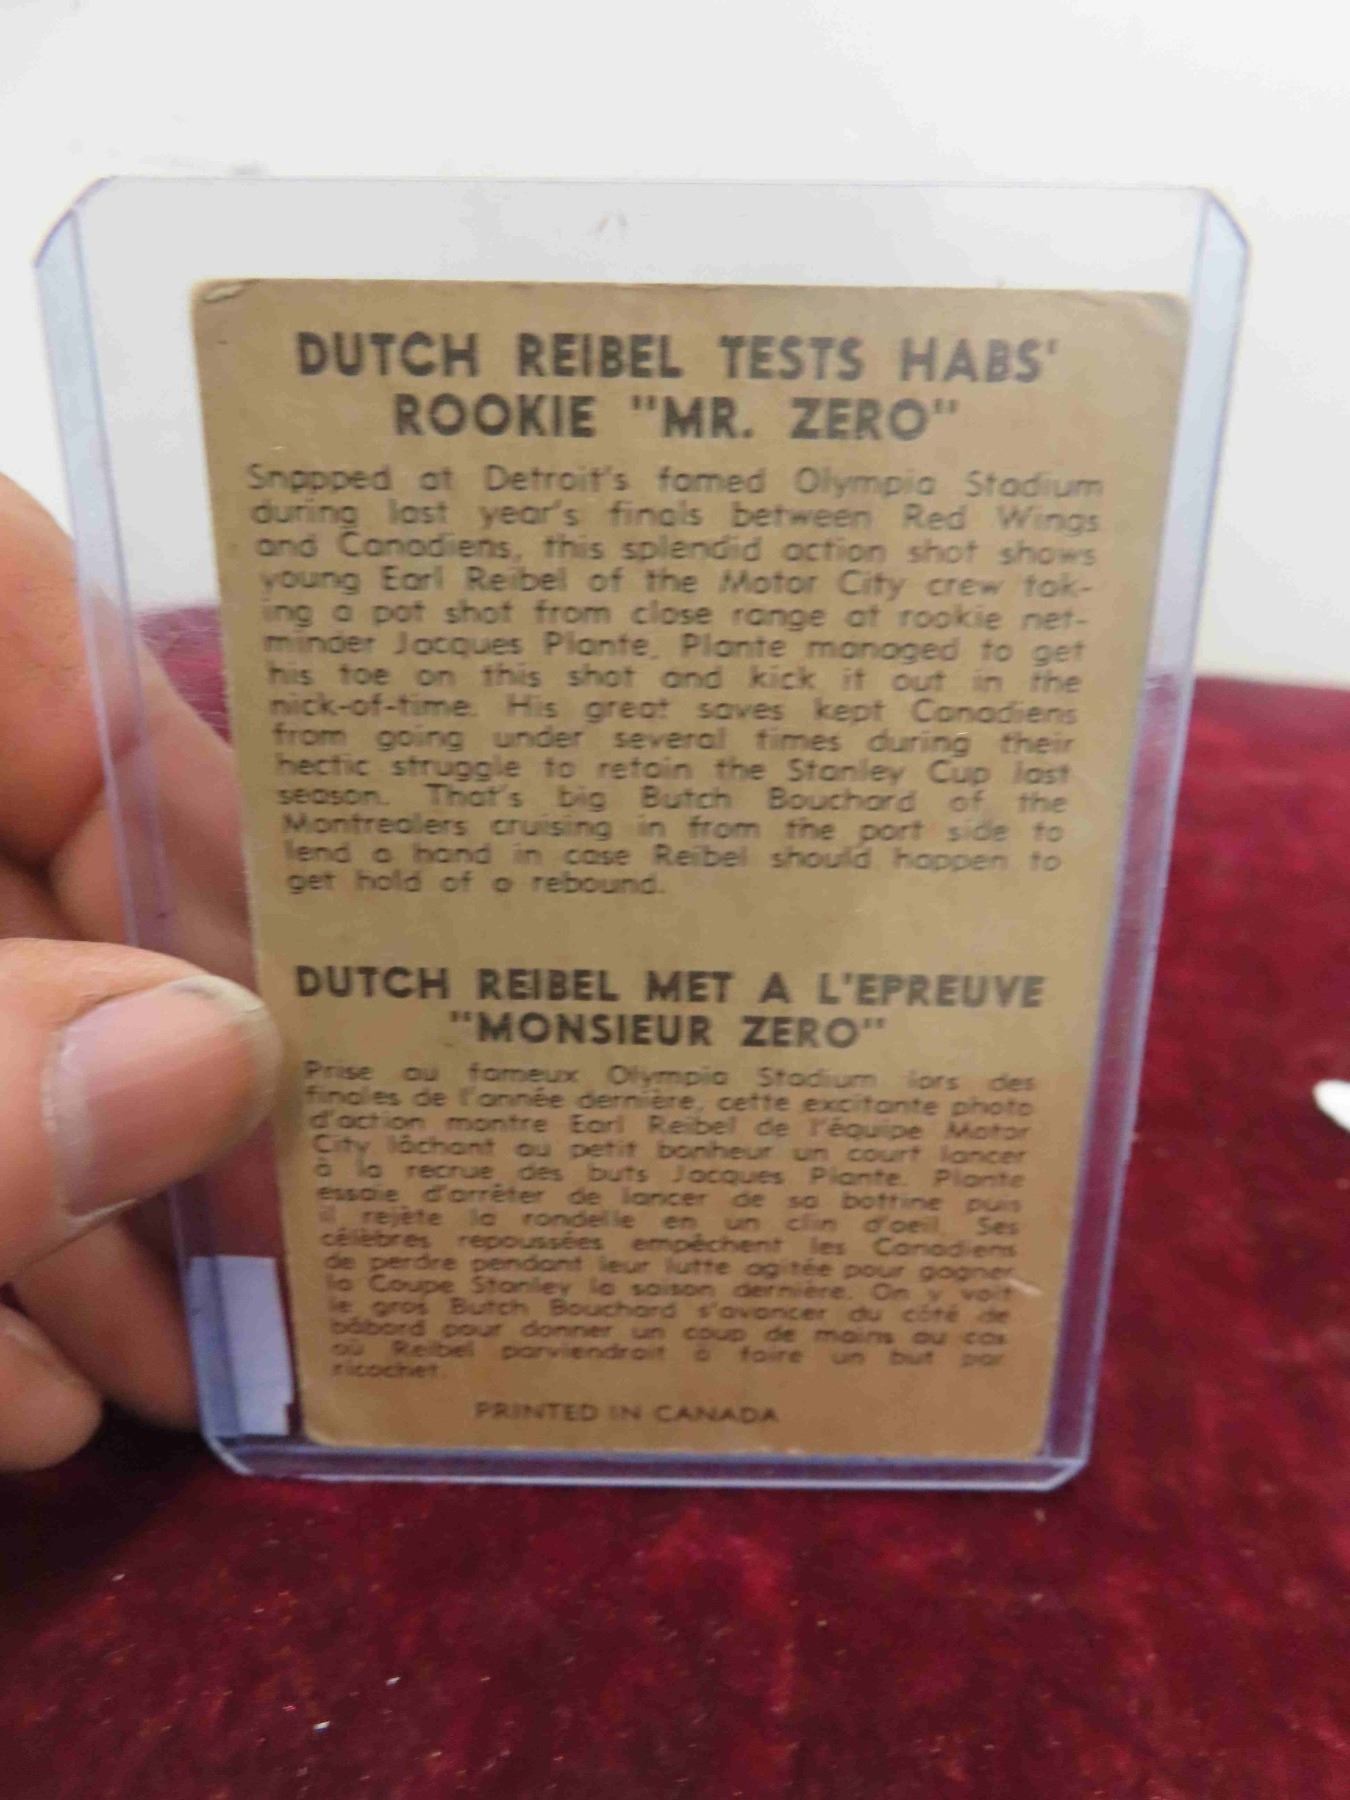 DUTCH REIBEL TESTS HABS'
ROOKIE "MR. ZERO"
Snapped at Detroit's famed Olympia Stadium
during last year's finals between Red Wings
and Canadiens, this splendid action shot shows
young Earl Reibel of the Motor City crew tak-
ing a pot shot from close range at rookie net-
minder Jacques Plante. Plante managed to get
his toe on this shot and kick it out in the
nick-of-time. His great saves kept Canadiens
from going under several times during their
hectic struggle to retain the Stanley Cup last
season. That's big Butch Bouchard of the
Montrealers cruising in from the port side to
lend a hand in case Reibel should happen to
get hold of a rebound.
DUTCH REIBEL MET A L'EPREUVE
"MONSIEUR ZERO"
Prise au fameux Olympia Stadium lors des
finales de l'année dernière, cette excitante photo
d'action montre Earl Reibel de l'équipe Motor
City lâchant au petit bonheur un court lancer
à la recrue des buts Jacques Plante. Plante
essaie d'arrêter de lancer de sa bottine puis
il rejète la rondelle en un clin d'oeil. Ses
célèbres repoussées empêchent les Canadiens
de perdre pendant leur lutte agitée pour gagner
la Coupe Stanley la saison dernière. On y voit
le gros Butch Bouchard s'avancer du côté de
bâbord pour donner un coup de mains au cas
où Reibel parviendrait à faire un but par
ricochet.
PRINTED IN CANADA